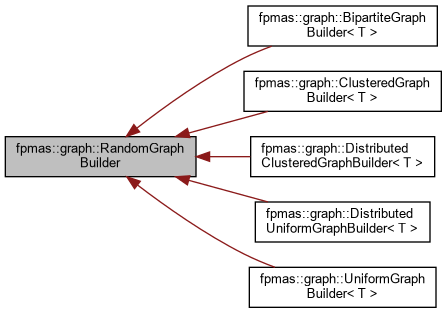 fpmas::graph::BipartiteGraph
Builder< T >
fpmas::graph::ClusteredGraph
Builder< T >
fpmas::graph::RandomGraph
Builder
fpmas::graph::Distributed
ClusteredGraphBuilder< T >
fpmas::graph::Distributed
UniformGraphBuilder< T >
fpmas::graph::UniformGraph
Builder< T >